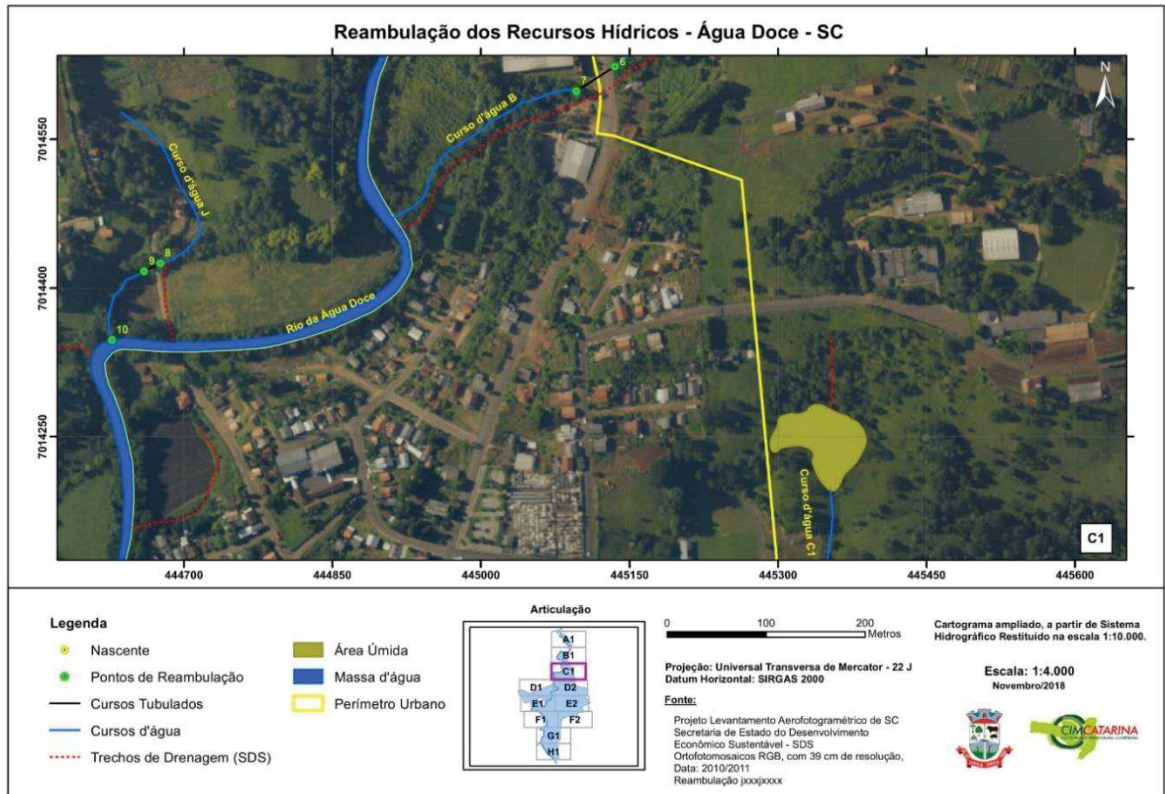 Reambulação dos Recursos Hídricos - Água Doce - SC
N
7
6
Curso d'água B
Curso d'água J
9
8
10
Rio da Água Doce
Curso d'água C1
C1
7014550
7014400
7014250
444700
444850
445000
445150
445300
445450
445600
Legenda
Nascente
Pontos de Reambulação
Cursos Tubulados
Cursos d'água
Trechos de Drenagem (SDS)
Área Úmida
Massa d'água
Perímetro Urbano
Articulação
A1
B1
C1
D1
D2
E1
E2
F1
F2
G1
H1
0
100
200
Metros
Projeção: Universal Transversa de Mercator - 22 J
Datum Horizontal: SIRGAS 2000
Fonte:
Projeto Levantamento Aerofotogramétrico de SC
Secretaria de Estado do Desenvolvimento
Econômico Sustentável - SDS
Ortofotomosaicos RGB, com 39 cm de resolução,
Data: 2010/2011
Reambulação jxxxjxxxx
Cartograma ampliado, a partir de Sistema
Hidrográfico Restituído na escala 1:10.000.
Escala: 1:4.000
Novembro/2018
CIMCATARINA